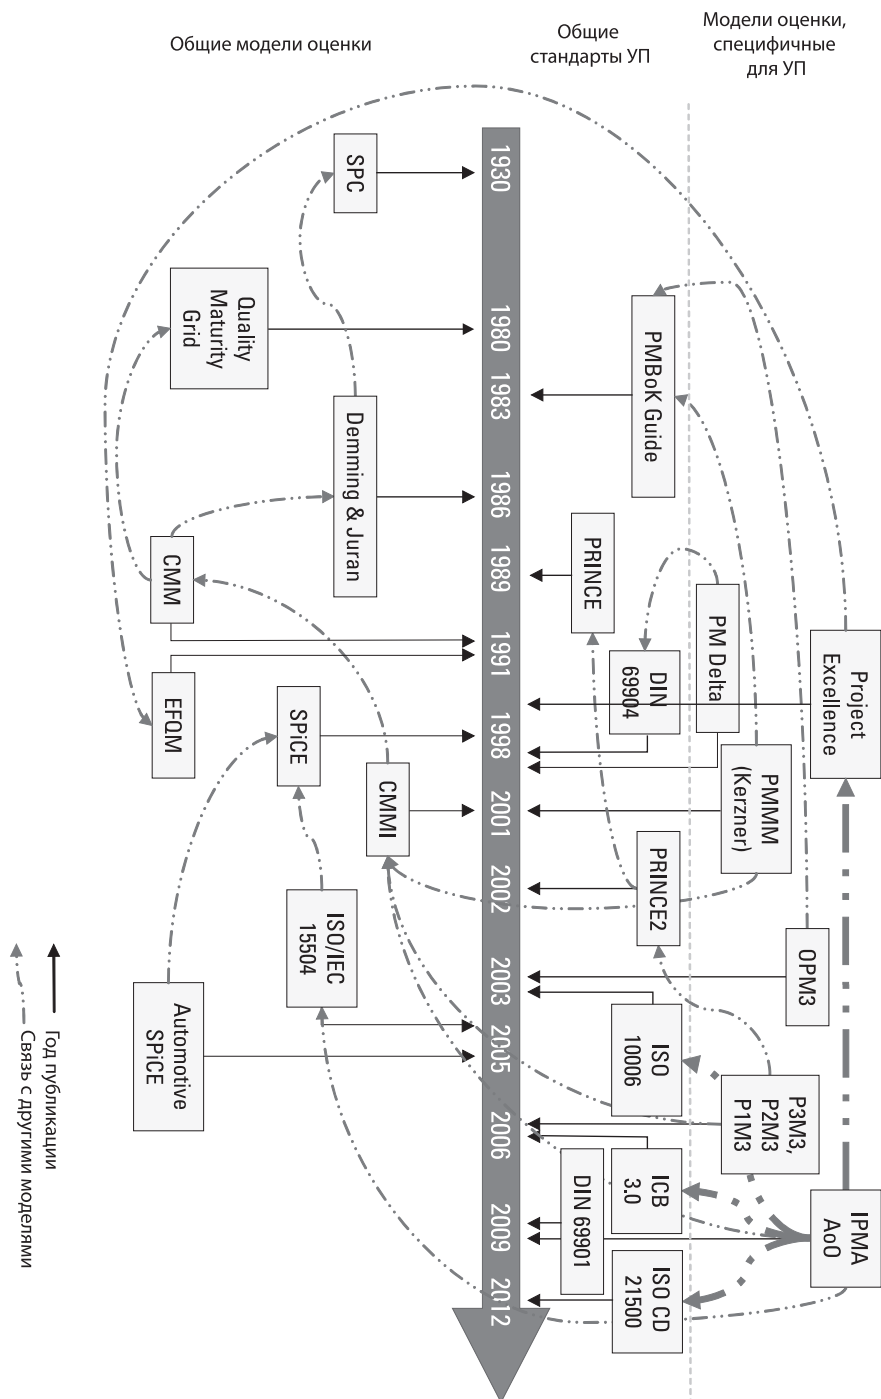 Общие модели оценки
Общие
стандарты УП
Модели оценки,
специфичные
для УП
1930
1980
1983
1986
1989
1991
1998
2001
2002
2003
2005
2006
2009
2012
SPC
Quality
Maturity
Grid
Demming & Juran
CMM
EFQM
SPiCE
CMMI
ISO/IEC
15504
Automotive
SPiCE
PMBoK Guide
PRINCE
DIN
69904
PRINCE2
ISO
10006
ICB
3.0
DIN 69901
ISO CD
21500
PM Delta
Project
Excellence
PMMM
(Kerzner)
OPM3
P3M3,
P2M3
P1M3
IPMA
AoO
Год публикации
Связь с другими моделями